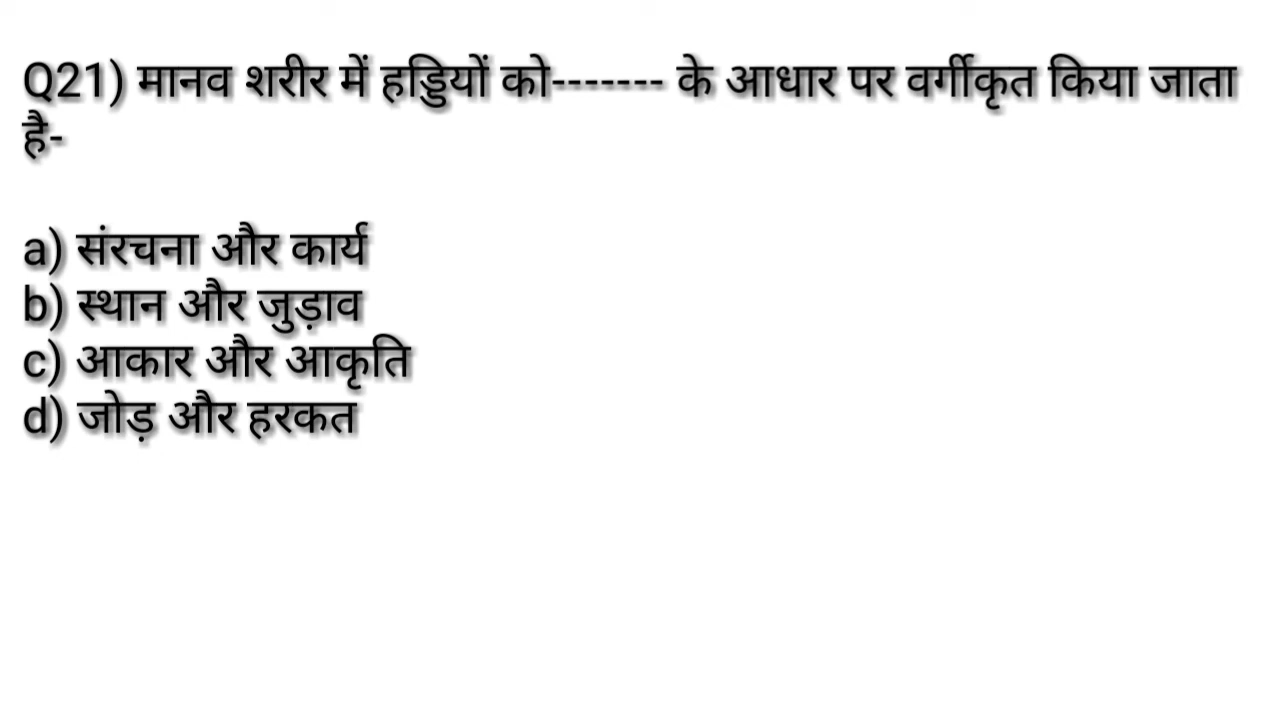 Q21) मानव शरीर में हड्डियों को------- के आधार पर वर्गीकृत किया जाता
है-
a) संरचना और कार्य
b) स्थान और जुड़ाव
c) आकार और आकृति
d) जोड़ और हरकत